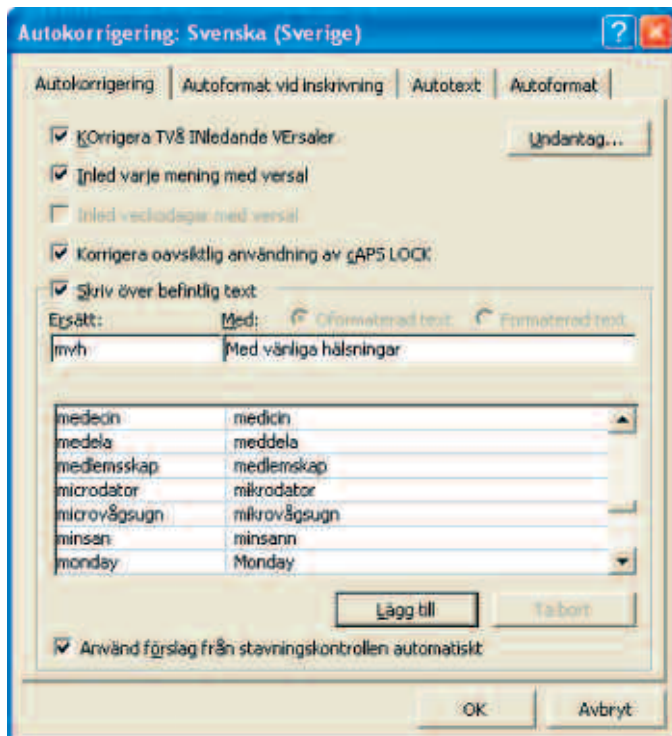 Autokorrigering: Svenska (Sverige)
Autokorrigering Autoformat vid inskrivning Autotext Autoformat
KOrrigera TVå INledande VErsaler Undantag...
Inled varje mening med versal
Inled veckodagar med versal
Korrigera oavsiktlig användning av cAPS LOCK
Skriv över befintlig text
Ersätt: Med: Oformaterad text Formaterad text
mvh Med vänliga hälsningar
medecin medicin
medela meddela
medlemsskap medlemskap
microdator mikrodator
microvågsugn mikrovågsugn
minsan minsann
monday Monday
Lägg till Ta bort
Använd förslag från stavningskontrollen automatiskt
OK Avbryt